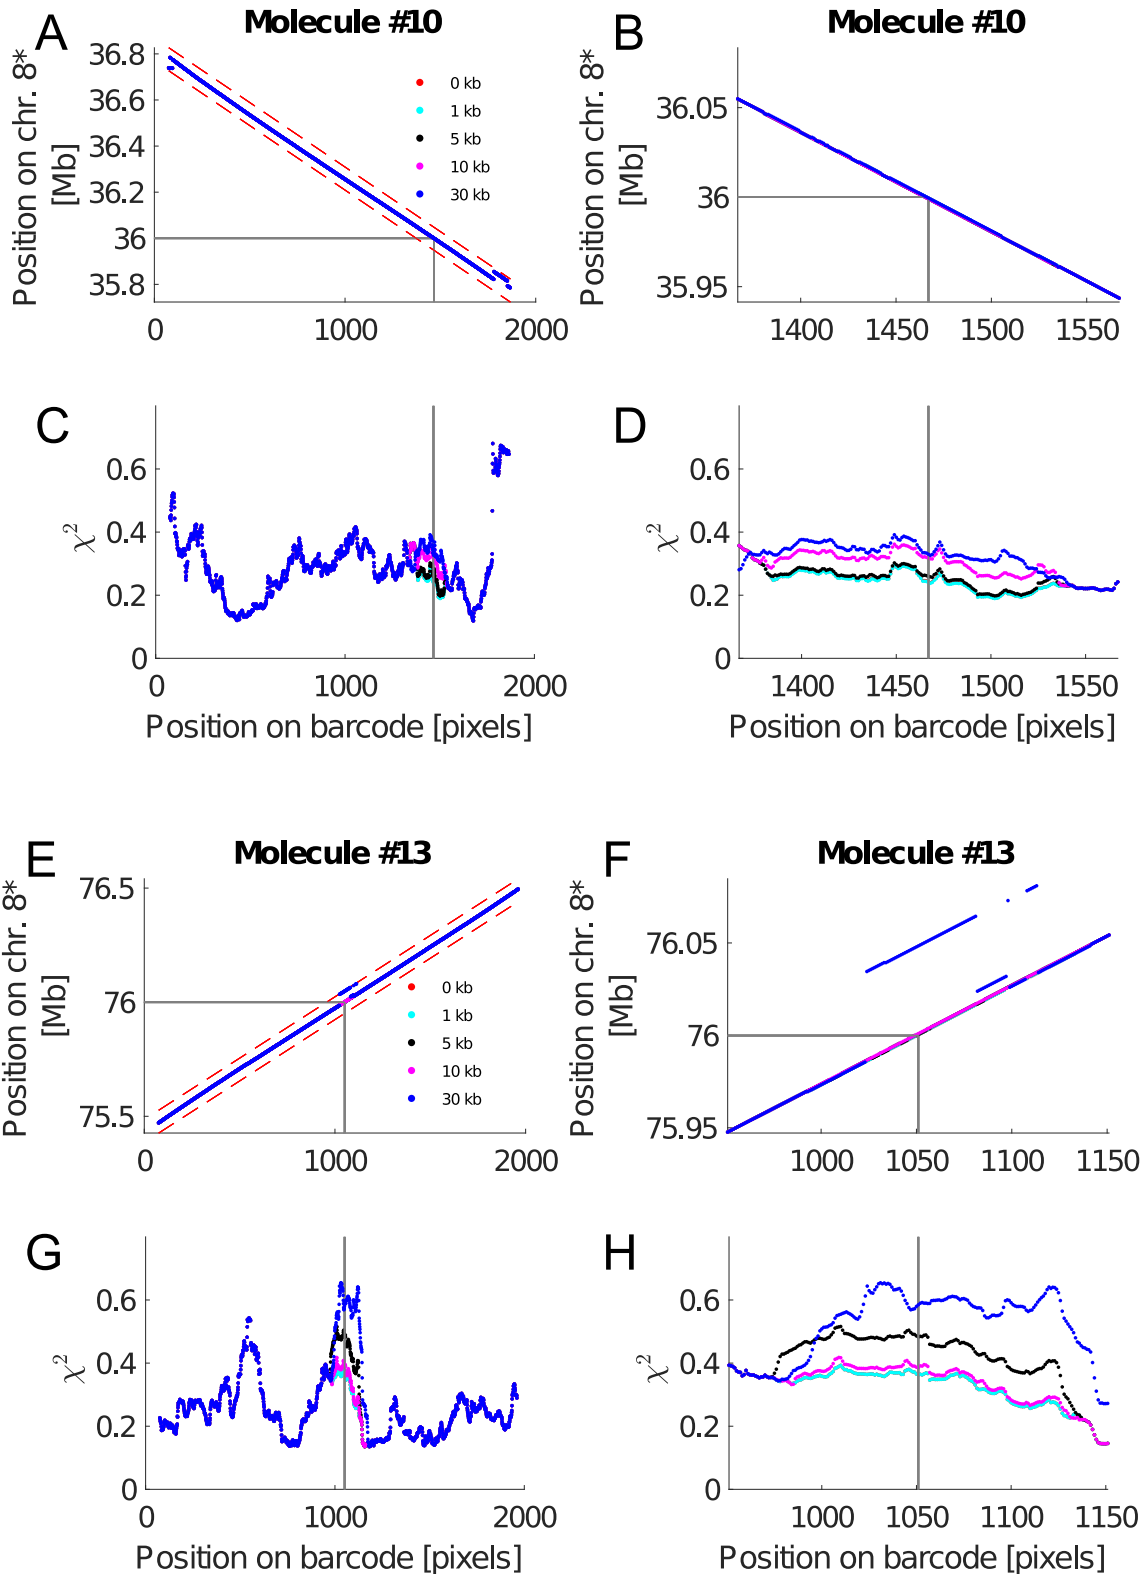 A
Molecule #10
Position on chr. 8*
[Mb]
36.8
36.6
36.4
36.2
36
35.8
0
1000
2000
0 kb
1 kb
5 kb
10 kb
30 kb
B
Molecule #10
Position on chr. 8*
[Mb]
36.05
36
35.95
1400
1450
1500
1550
C
χ2
0.6
0.4
0.2
0
0
1000
2000
Position on barcode [pixels]
D
χ2
0.6
0.4
0.2
0
1400
1450
1500
1550
Position on barcode [pixels]
E
Molecule #13
Position on chr. 8*
[Mb]
76.5
76
75.5
0
1000
2000
0 kb
1 kb
5 kb
10 kb
30 kb
F
Molecule #13
Position on chr. 8*
[Mb]
76.05
76
75.95
1000
1050
1100
1150
G
χ2
0.6
0.4
0.2
0
0
1000
2000
Position on barcode [pixels]
H
χ2
0.6
0.4
0.2
0
1000
1050
1100
1150
Position on barcode [pixels]